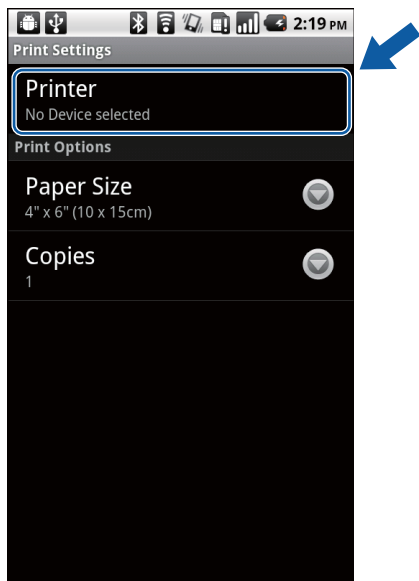 2:19 PM
Print Settings
Printer
No Device selected
Print Options
Paper Size
4" x 6" (10 x 15cm)
Copies
1